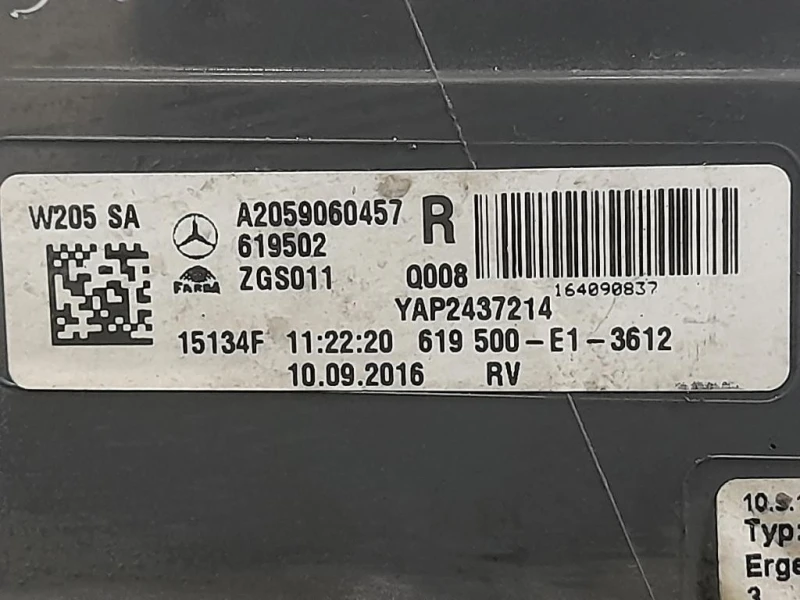 W205 SA
A2059060457 R
619502
FARBA ZGS011 Q008
164090837
YAP2437214
15134F 11:22:20 619 500-E1-3612
10.09.2016 RV
Typ:
3